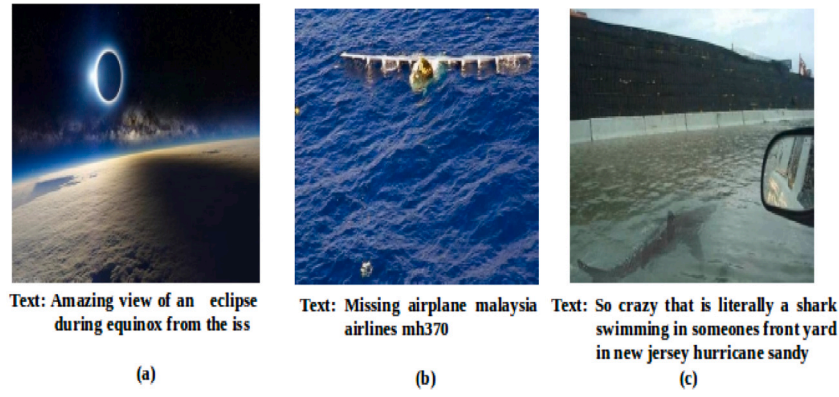 Text: Amazing view of an eclipse
during equinox from the iss
(a)
Text: Missing airplane malaysia
airlines mh370
(b)
Text: So crazy that is literally a shark
swimming in someones front yard
in new jersey hurricane sandy
(c)